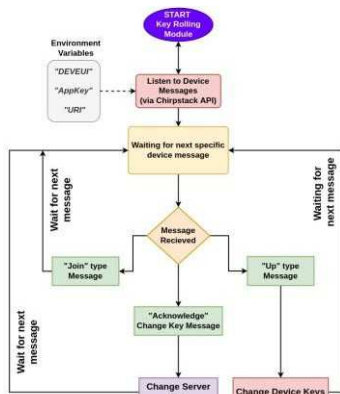 START
Key Rolling
Module
Environment
Variables
"DEVEUI"
"AppKey"
"URI"
Listen to Device
Messages
(via Chirpstack API)
Waiting for next specific
device message
Wait for next
message
Waiting for
next message
Message
Recieved
"Join" type
Message
"Up" type
Message
"Acknowledge"
Change Key Message
Wait for next
message
Change Server
Change Device Keys